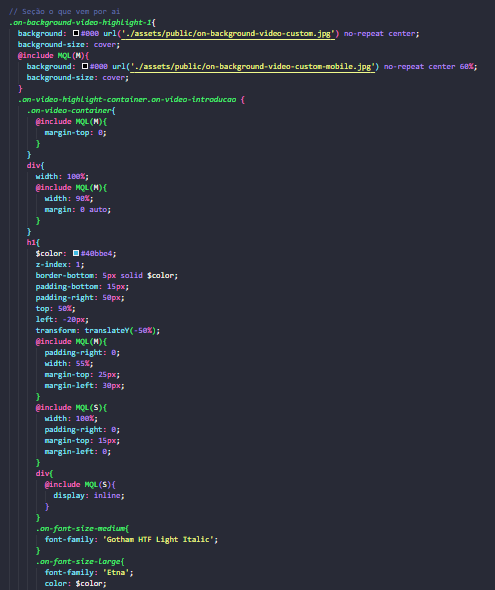 // Seção o que vem por aí
.on-background-video-highlight-1{
background: #000 url('./assets/public/on-background-video-custom.jpg') no-repeat center;
background-size: cover;
@include MQL(M){
background: #000 url('./assets/public/on-background-video-custom-mobile.jpg') no-repeat center 60%;
background-size: cover;
}
.on-video-highlight-container.on-video-introducao {
.on-video-container{
@include MQL(M){
margin-top: 0;
}
}
div{
width: 100%;
@include MQL(M){
width: 90%;
margin: 0 auto;
}
}
h1{
$color: #40bbe4;
z-index: 1;
border-bottom: 5px solid $color;
padding-bottom: 15px;
padding-right: 50px;
top: 50%;
left: -20px;
transform: translateY(-50%);
@include MQL(M){
padding-right: 0;
width: 55%;
margin-top: 25px;
margin-left: 30px;
}
@include MQL(S){
width: 100%;
padding-right: 0;
margin-top: 15px;
margin-left: 0;
}
div{
@include MQL(S){
display: inline;
}
}
.on-font-size-medium{
font-family: 'Gotham HTF Light Italic';
}
.on-font-size-large{
font-family: 'Etna';
color: $color;